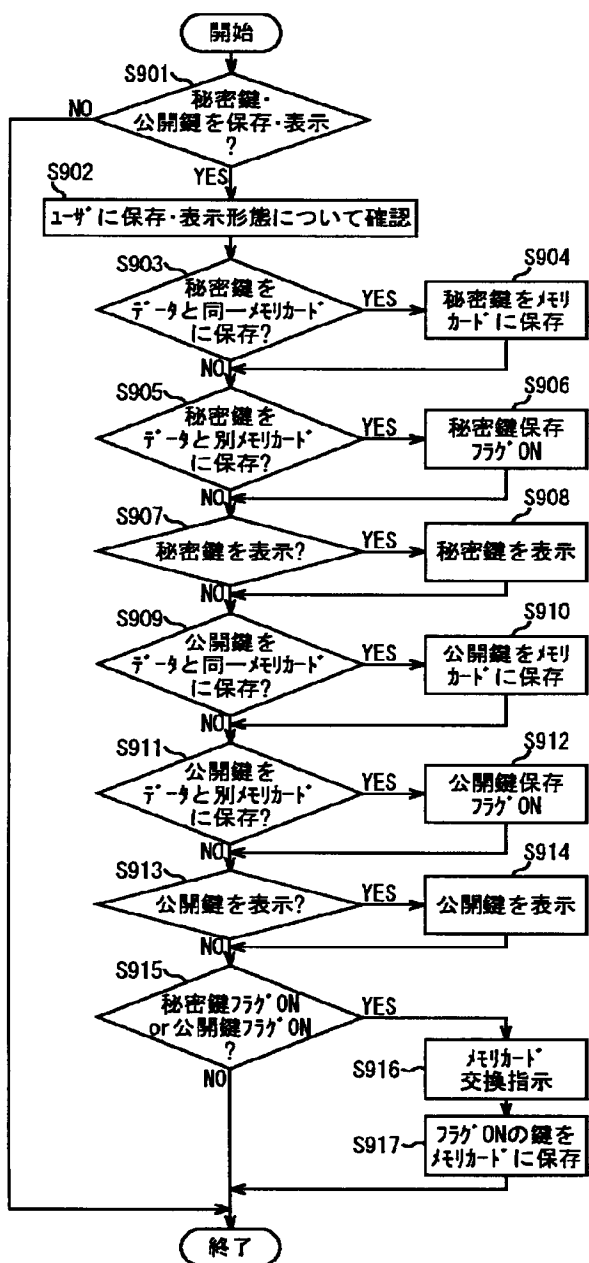 開始
S901
秘密鍵・
公開鍵を保存・表示
?
NO
YES
S902
ﾕｰｻﾞに保存・表示形態について確認
S903
秘密鍵を
ﾃﾞｰﾀと同一ﾒﾓﾘｶｰﾄﾞ
に保存?
YES
S904
秘密鍵をﾒﾓﾘ
ｶｰﾄﾞに保存
NO
S905
秘密鍵を
ﾃﾞｰﾀと別ﾒﾓﾘｶｰﾄﾞ
に保存?
YES
S906
秘密鍵保存
ﾌﾗｸﾞON
NO
S907
秘密鍵を表示?
YES
S908
秘密鍵を表示
NO
S909
公開鍵を
ﾃﾞｰﾀと同一ﾒﾓﾘｶｰﾄﾞ
に保存?
YES
S910
公開鍵をﾒﾓﾘ
ｶｰﾄﾞに保存
NO
S911
公開鍵を
ﾃﾞｰﾀと別ﾒﾓﾘｶｰﾄﾞ
に保存?
YES
S912
公開鍵保存
ﾌﾗｸﾞON
NO
S913
公開鍵を表示?
YES
S914
公開鍵を表示
NO
S915
秘密鍵ﾌﾗｸﾞON
or公開鍵ﾌﾗｸﾞON
?
YES
NO
S916
ﾒﾓﾘｶｰﾄﾞ
交換指示
S917
ﾌﾗｸﾞONの鍵を
ﾒﾓﾘｶｰﾄﾞに保存
終了